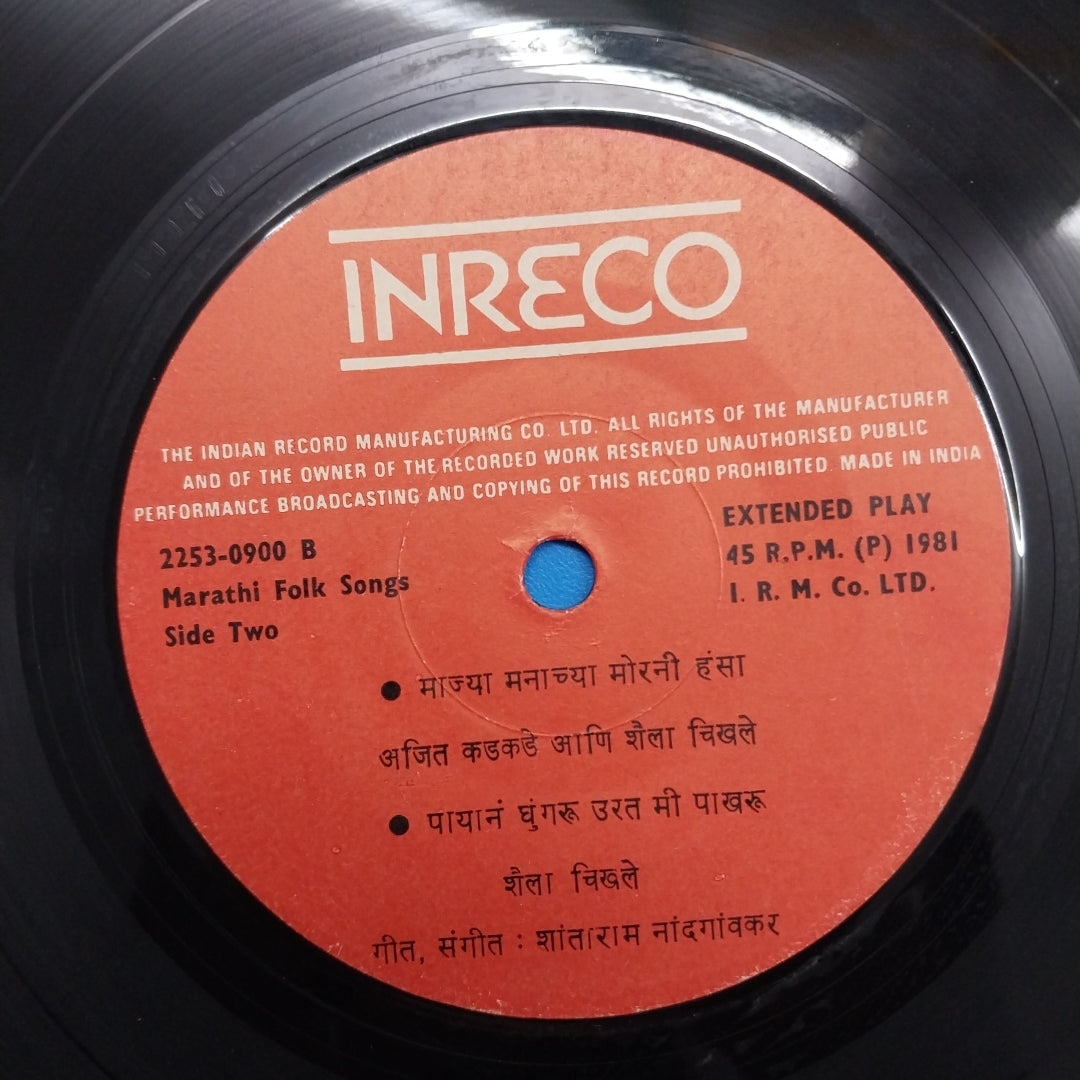 INRECO
THE INDIAN RECORD MANUFACTURING CO. LTD. ALL RIGHTS OF THE MANUFACTURER
AND OF THE OWNER OF THE RECORDED WORK RESERVED UNAUTHORISED PUBLIC
PERFORMANCE BROADCASTING AND COPYING OF THIS RECORD PROHIBITED. MADE IN INDIA
2253-0900 B
Marathi Folk Songs
Side Two
EXTENDED PLAY
45 R.P.M. (P) 1981
I. R. M. Co. LTD.
● माज्या मनाच्या मोरनी हंसा
अजित कडकडे आणि शैला चिखले
● पायानं घुंगरू उरत मी पाखरू
शैला चिखले
गीत, संगीत : शांताराम नांदगांवकर